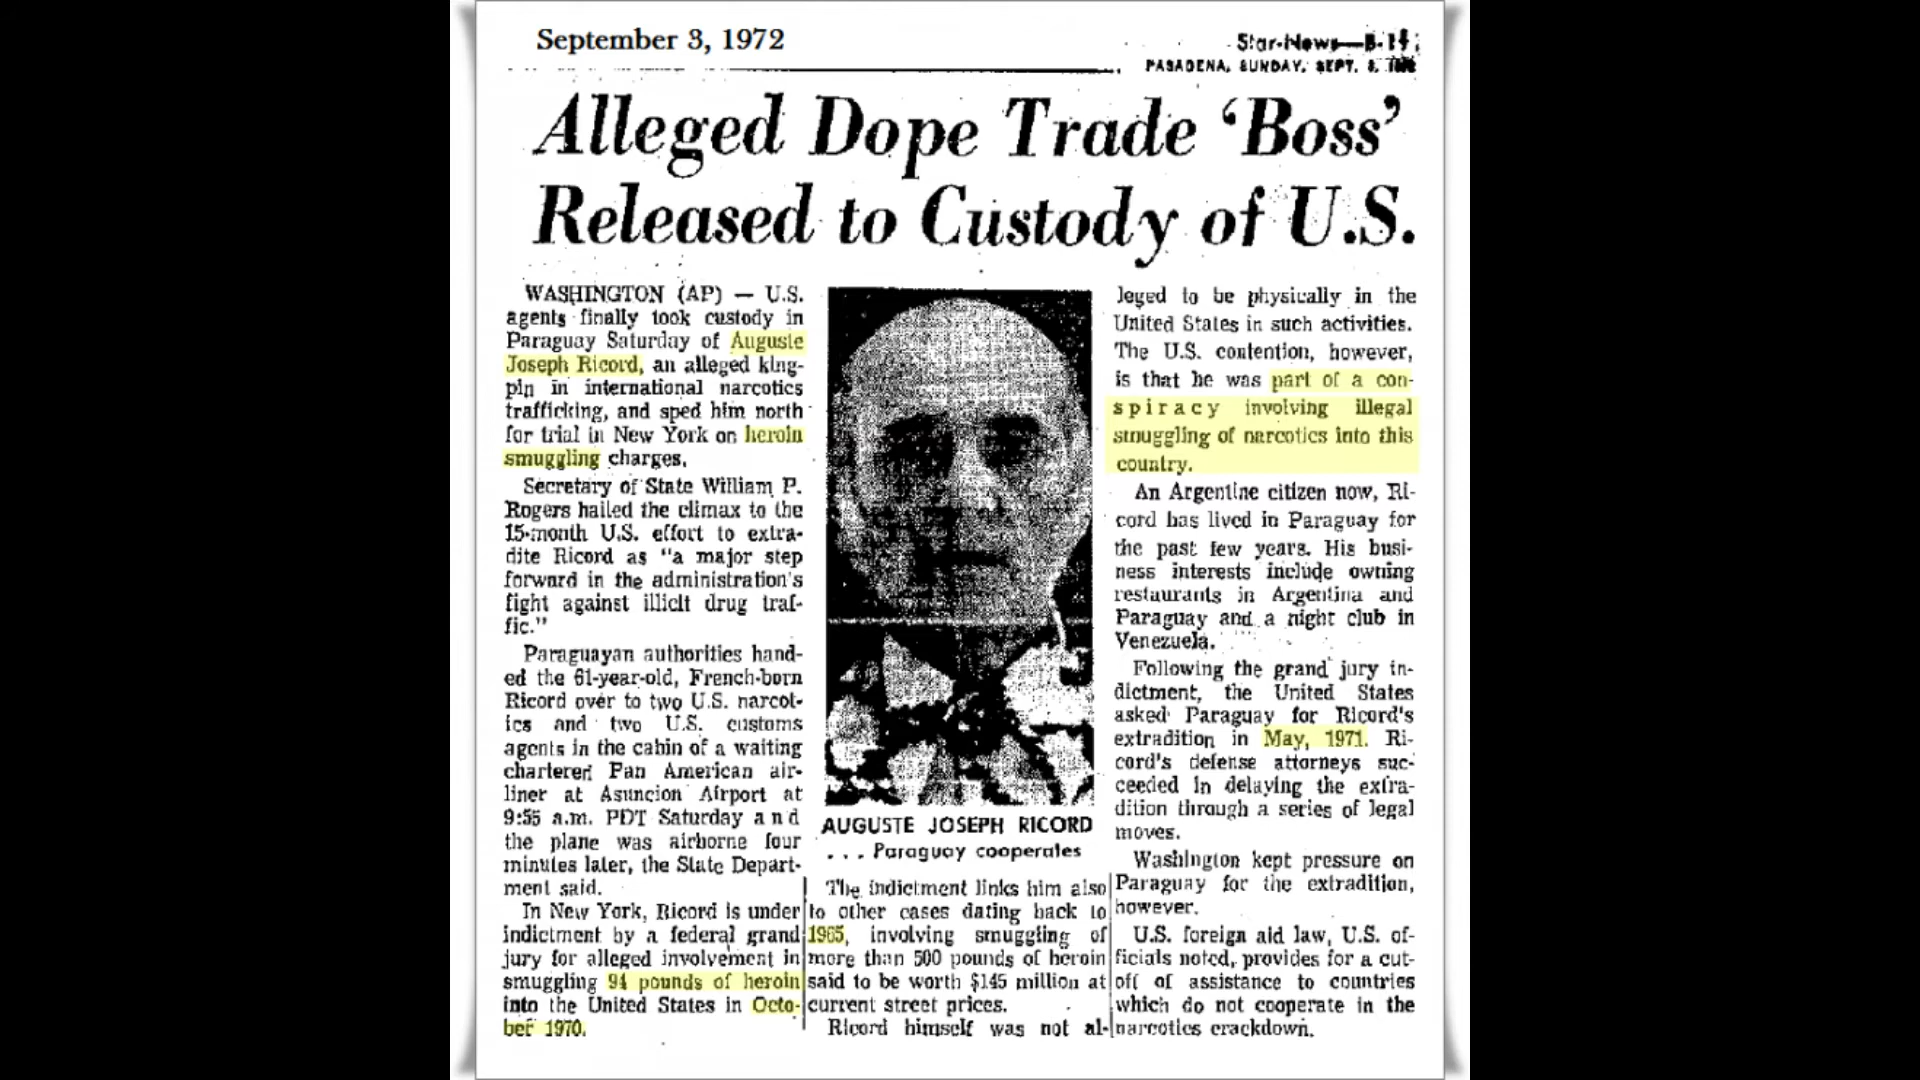 September 3, 1972
Star-News—B-
PASADENA, SUNDAY, SEPT. 3,
Alleged Dope Trade ‘Boss’
Released to Custody of U.S.
WASHINGTON (AP) — U.S.
agents finally took custody in
Paraguay Saturday of Auguste
Joseph Ricord, an alleged king-
pin in international narcotics
trafficking, and sped him north
for trial in New York on heroin
smuggling charges.
Secretary of State William P.
Rogers hailed the climax to the
15-month U.S. effort to extra-
dite Ricord as “a major step
forward in the administration's
fight against illicit drug traf-
fic.”
Paraguayan authorities hand-
ed the 61-year-old, French-born
Ricord over to two U.S. narcot-
ics and two U.S. customs
agents in the cabin of a waiting
chartered Pan American air-
liner at Asuncion Airport at
9:55 a.m. PDT Saturday and
the plane was airborne four
minutes later, the State Depart-
ment said.
In New York, Ricord is under
indictment by a federal grand
jury for alleged involvement in
smuggling 94 pounds of heroin
into the United States in Octo-
ber 1970.
AUGUSTE JOSEPH RICORD
. . . Paraguay cooperates
The indictment links him also
to other cases dating back to
1965, involving smuggling of
more than 500 pounds of heroin
said to be worth $145 million at
current street prices.
Ricord himself was not al-
leged to be physically in the
United States in such activities.
The U.S. contention, however,
is that he was part of a con-
spiracy involving illegal
smuggling of narcotics into this
country.
An Argentine citizen now, Ri-
cord has lived in Paraguay for
the past few years. His busi-
ness interests include owning
restaurants in Argentina and
Paraguay and a night club in
Venezuela.
Following the grand jury in-
dictment, the United States
asked Paraguay for Ricord's
extradition in May, 1971. Ri-
cord's defense attorneys suc-
ceeded in delaying the extra-
dition through a series of legal
moves.
Washington kept pressure on
Paraguay for the extradition,
however.
U.S. foreign aid law, U.S. of-
ficials noted, provides for a cut-
off of assistance to countries
which do not cooperate in the
narcotics crackdown.